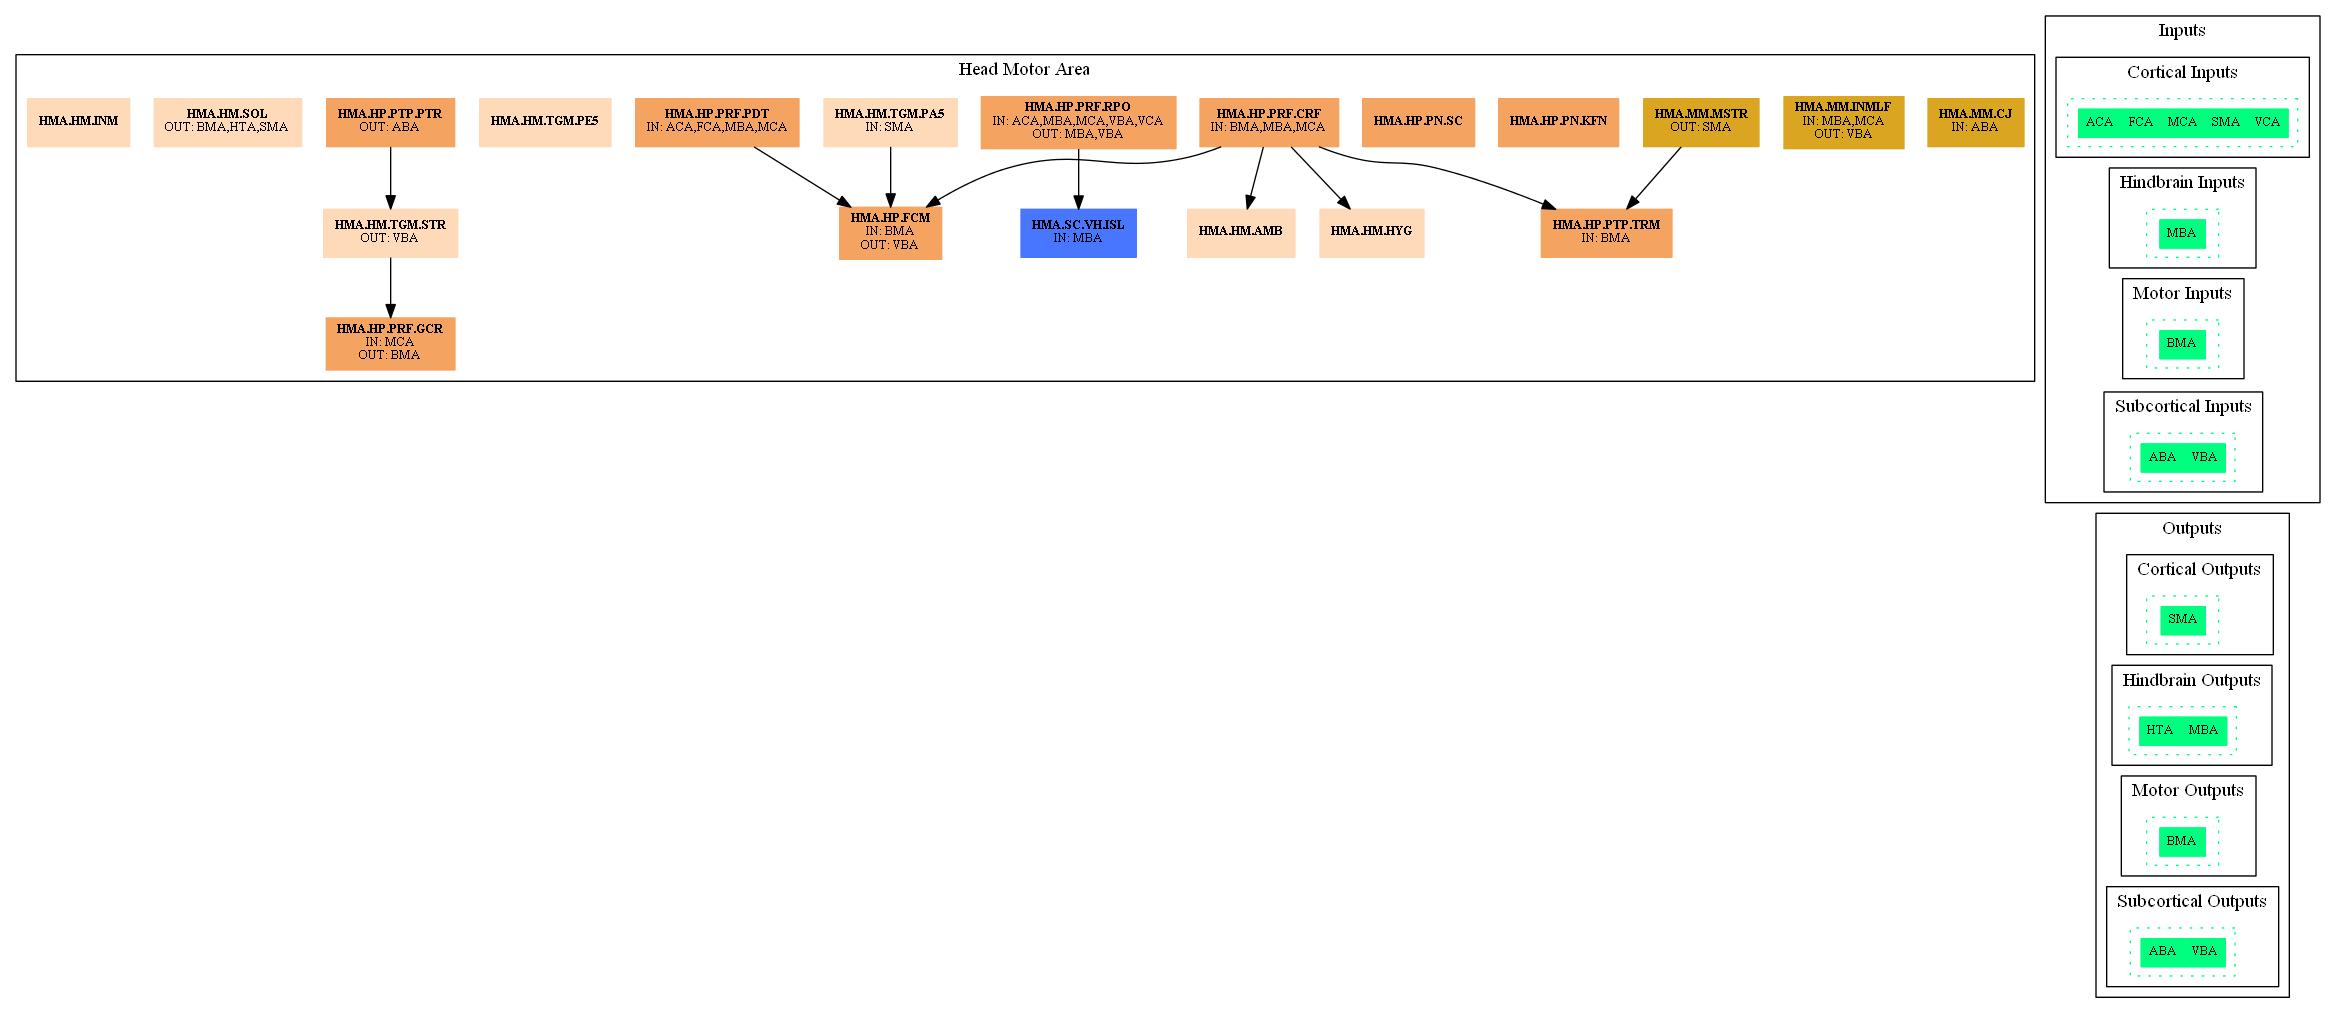 Head Motor Area
HMA.HM.INM
HMA.HM.SOL
OUT: BMA,HTA,SMA
HMA.HP.PTP.PTR
OUT: ABA
HMA.HM.TGM.PE5
HMA.HP.PRF.PDT
IN: ACA,FCA,MBA,MCA
HMA.HM.TGM.PA5
IN: SMA
HMA.HP.PRF.RPO
IN: ACA,MBA,MCA,VBA,VCA
OUT: MBA,VBA
HMA.HP.PRF.CRF
IN: BMA,MBA,MCA
HMA.HP.PN.SC
HMA.HP.PN.KFN
HMA.MM.MSTR
OUT: SMA
HMA.MM.INMLF
IN: MBA,MCA
OUT: VBA
HMA.MM.CJ
IN: ABA
HMA.HM.TGM.STR
OUT: VBA
HMA.HP.FCM
IN: BMA
OUT: VBA
HMA.SC.VH.ISL
IN: MBA
HMA.HM.AMB
HMA.HM.HYG
HMA.HP.PTP.TRM
IN: BMA
HMA.HP.PRF.GCR
IN: MCA
OUT: BMA
Inputs
Cortical Inputs
ACA FCA MCA SMA VCA
Hindbrain Inputs
MBA
Motor Inputs
BMA
Subcortical Inputs
ABA VBA
Outputs
Cortical Outputs
SMA
Hindbrain Outputs
HTA MBA
Motor Outputs
BMA
Subcortical Outputs
ABA VBA